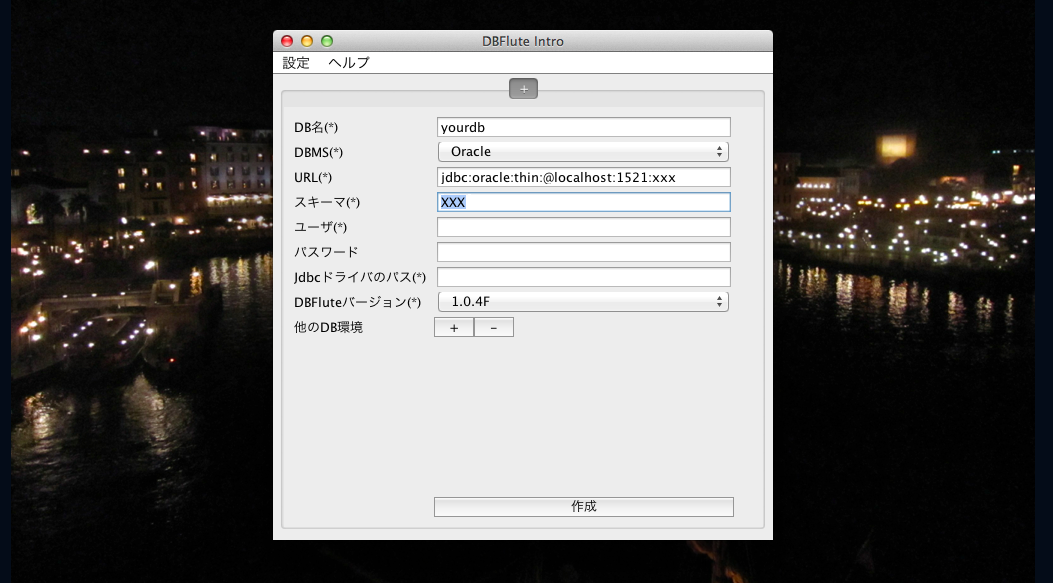 DBFlute Intro
設定 ヘルプ
+
DB名(*) yourdb
DBMS(*) Oracle
URL(*) jdbc:oracle:thin:@localhost:1521:xxx
スキーマ(*) XXX
ユーザ(*)
パスワード
Jdbcドライバのパス(*)
DBFluteバージョン(*) 1.0.4F
他のDB環境 + -
作成